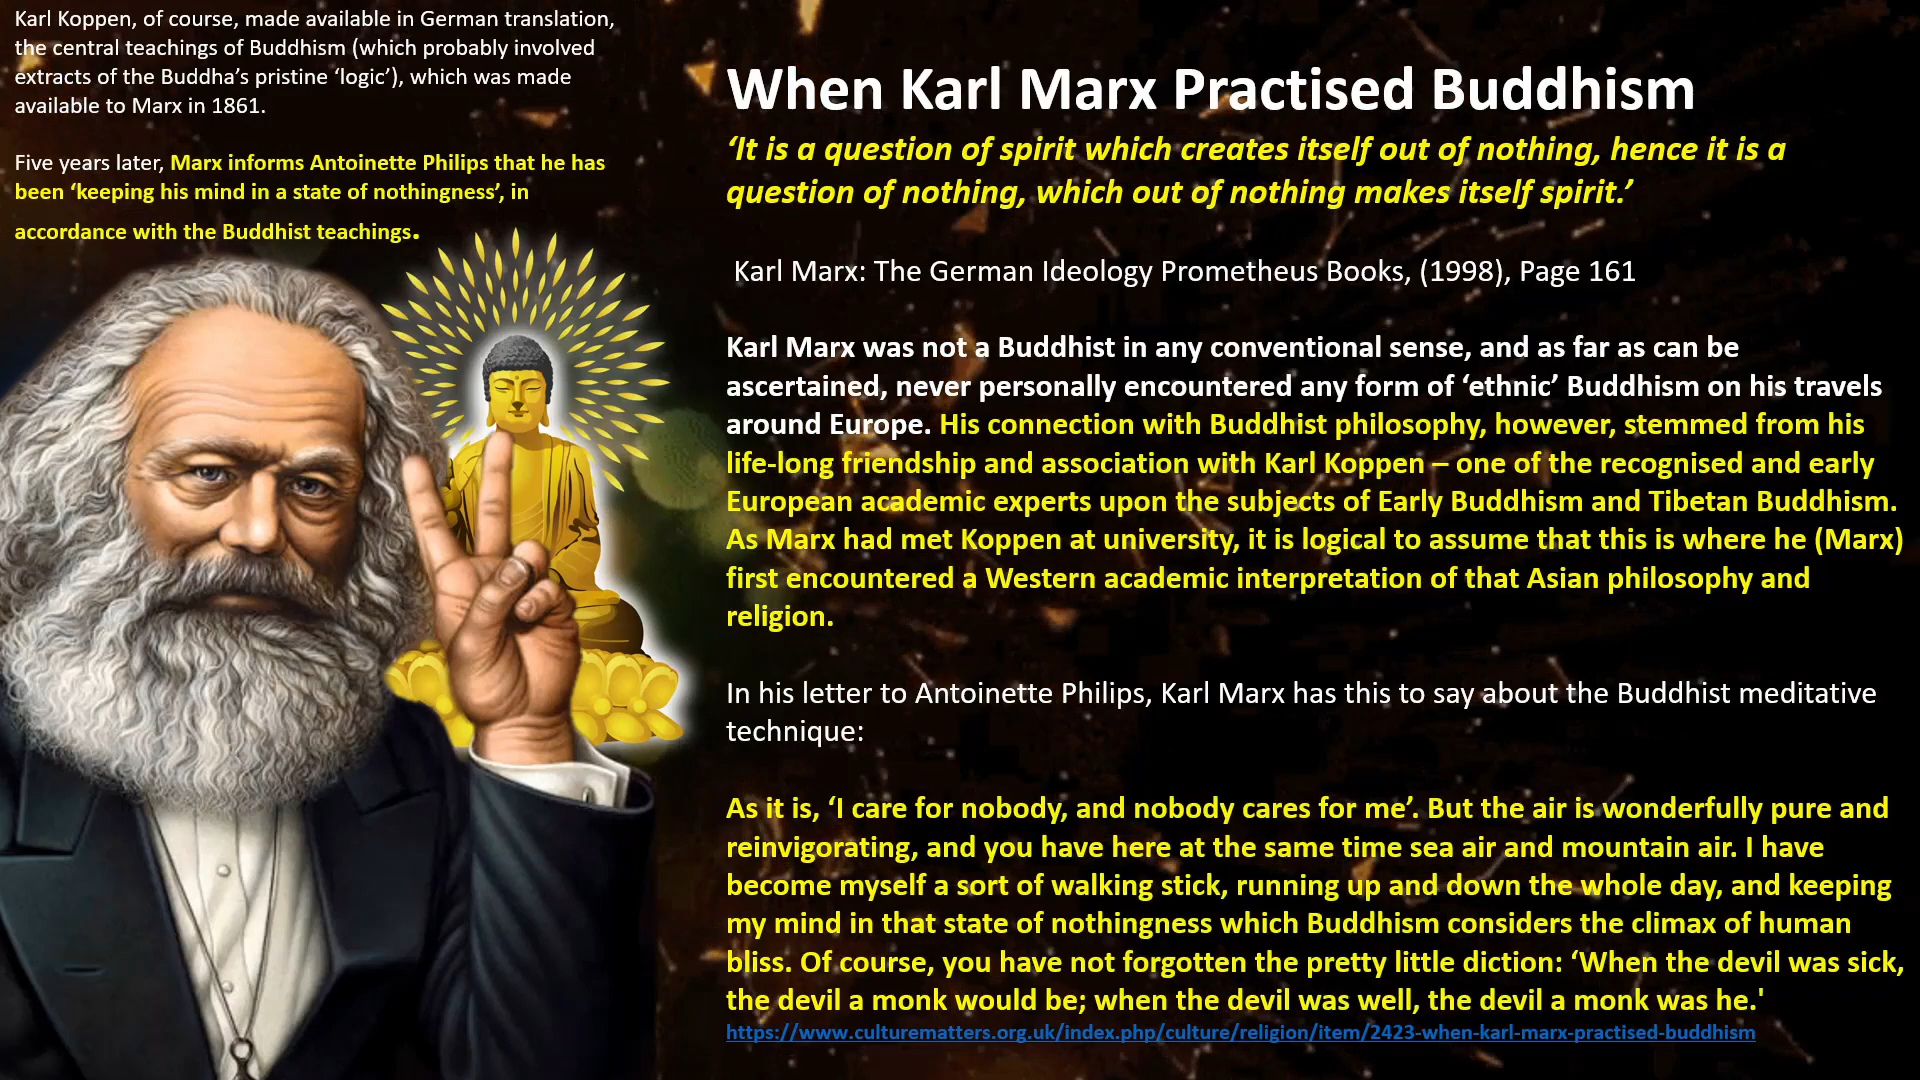 Karl Koppen, of course, made available in German translation,
the central teachings of Buddhism (which probably involved
extracts of the Buddha’s pristine ‘logic’), which was made
available to Marx in 1861.
Five years later, Marx informs Antoinette Philips that he has
been ‘keeping his mind in a state of nothingness’, in
accordance with the Buddhist teachings.
When Karl Marx Practised Buddhism
‘It is a question of spirit which creates itself out of nothing, hence it is a
question of nothing, which out of nothing makes itself spirit.’
Karl Marx: The German Ideology Prometheus Books, (1998), Page 161
Karl Marx was not a Buddhist in any conventional sense, and as far as can be
ascertained, never personally encountered any form of ‘ethnic’ Buddhism on his travels
around Europe. His connection with Buddhist philosophy, however, stemmed from his
life-long friendship and association with Karl Koppen – one of the recognised and early
European academic experts upon the subjects of Early Buddhism and Tibetan Buddhism.
As Marx had met Koppen at university, it is logical to assume that this is where he (Marx)
first encountered a Western academic interpretation of that Asian philosophy and
religion.
In his letter to Antoinette Philips, Karl Marx has this to say about the Buddhist meditative
technique:
As it is, ‘I care for nobody, and nobody cares for me’. But the air is wonderfully pure and
reinvigorating, and you have here at the same time sea air and mountain air. I have
become myself a sort of walking stick, running up and down the whole day, and keeping
my mind in that state of nothingness which Buddhism considers the climax of human
bliss. Of course, you have not forgotten the pretty little diction: ‘When the devil was sick,
the devil a monk would be; when the devil was well, the devil a monk was he.'
https://www.culturematters.org.uk/index.php/culture/religion/item/2423-when-karl-marx-practised-buddhism